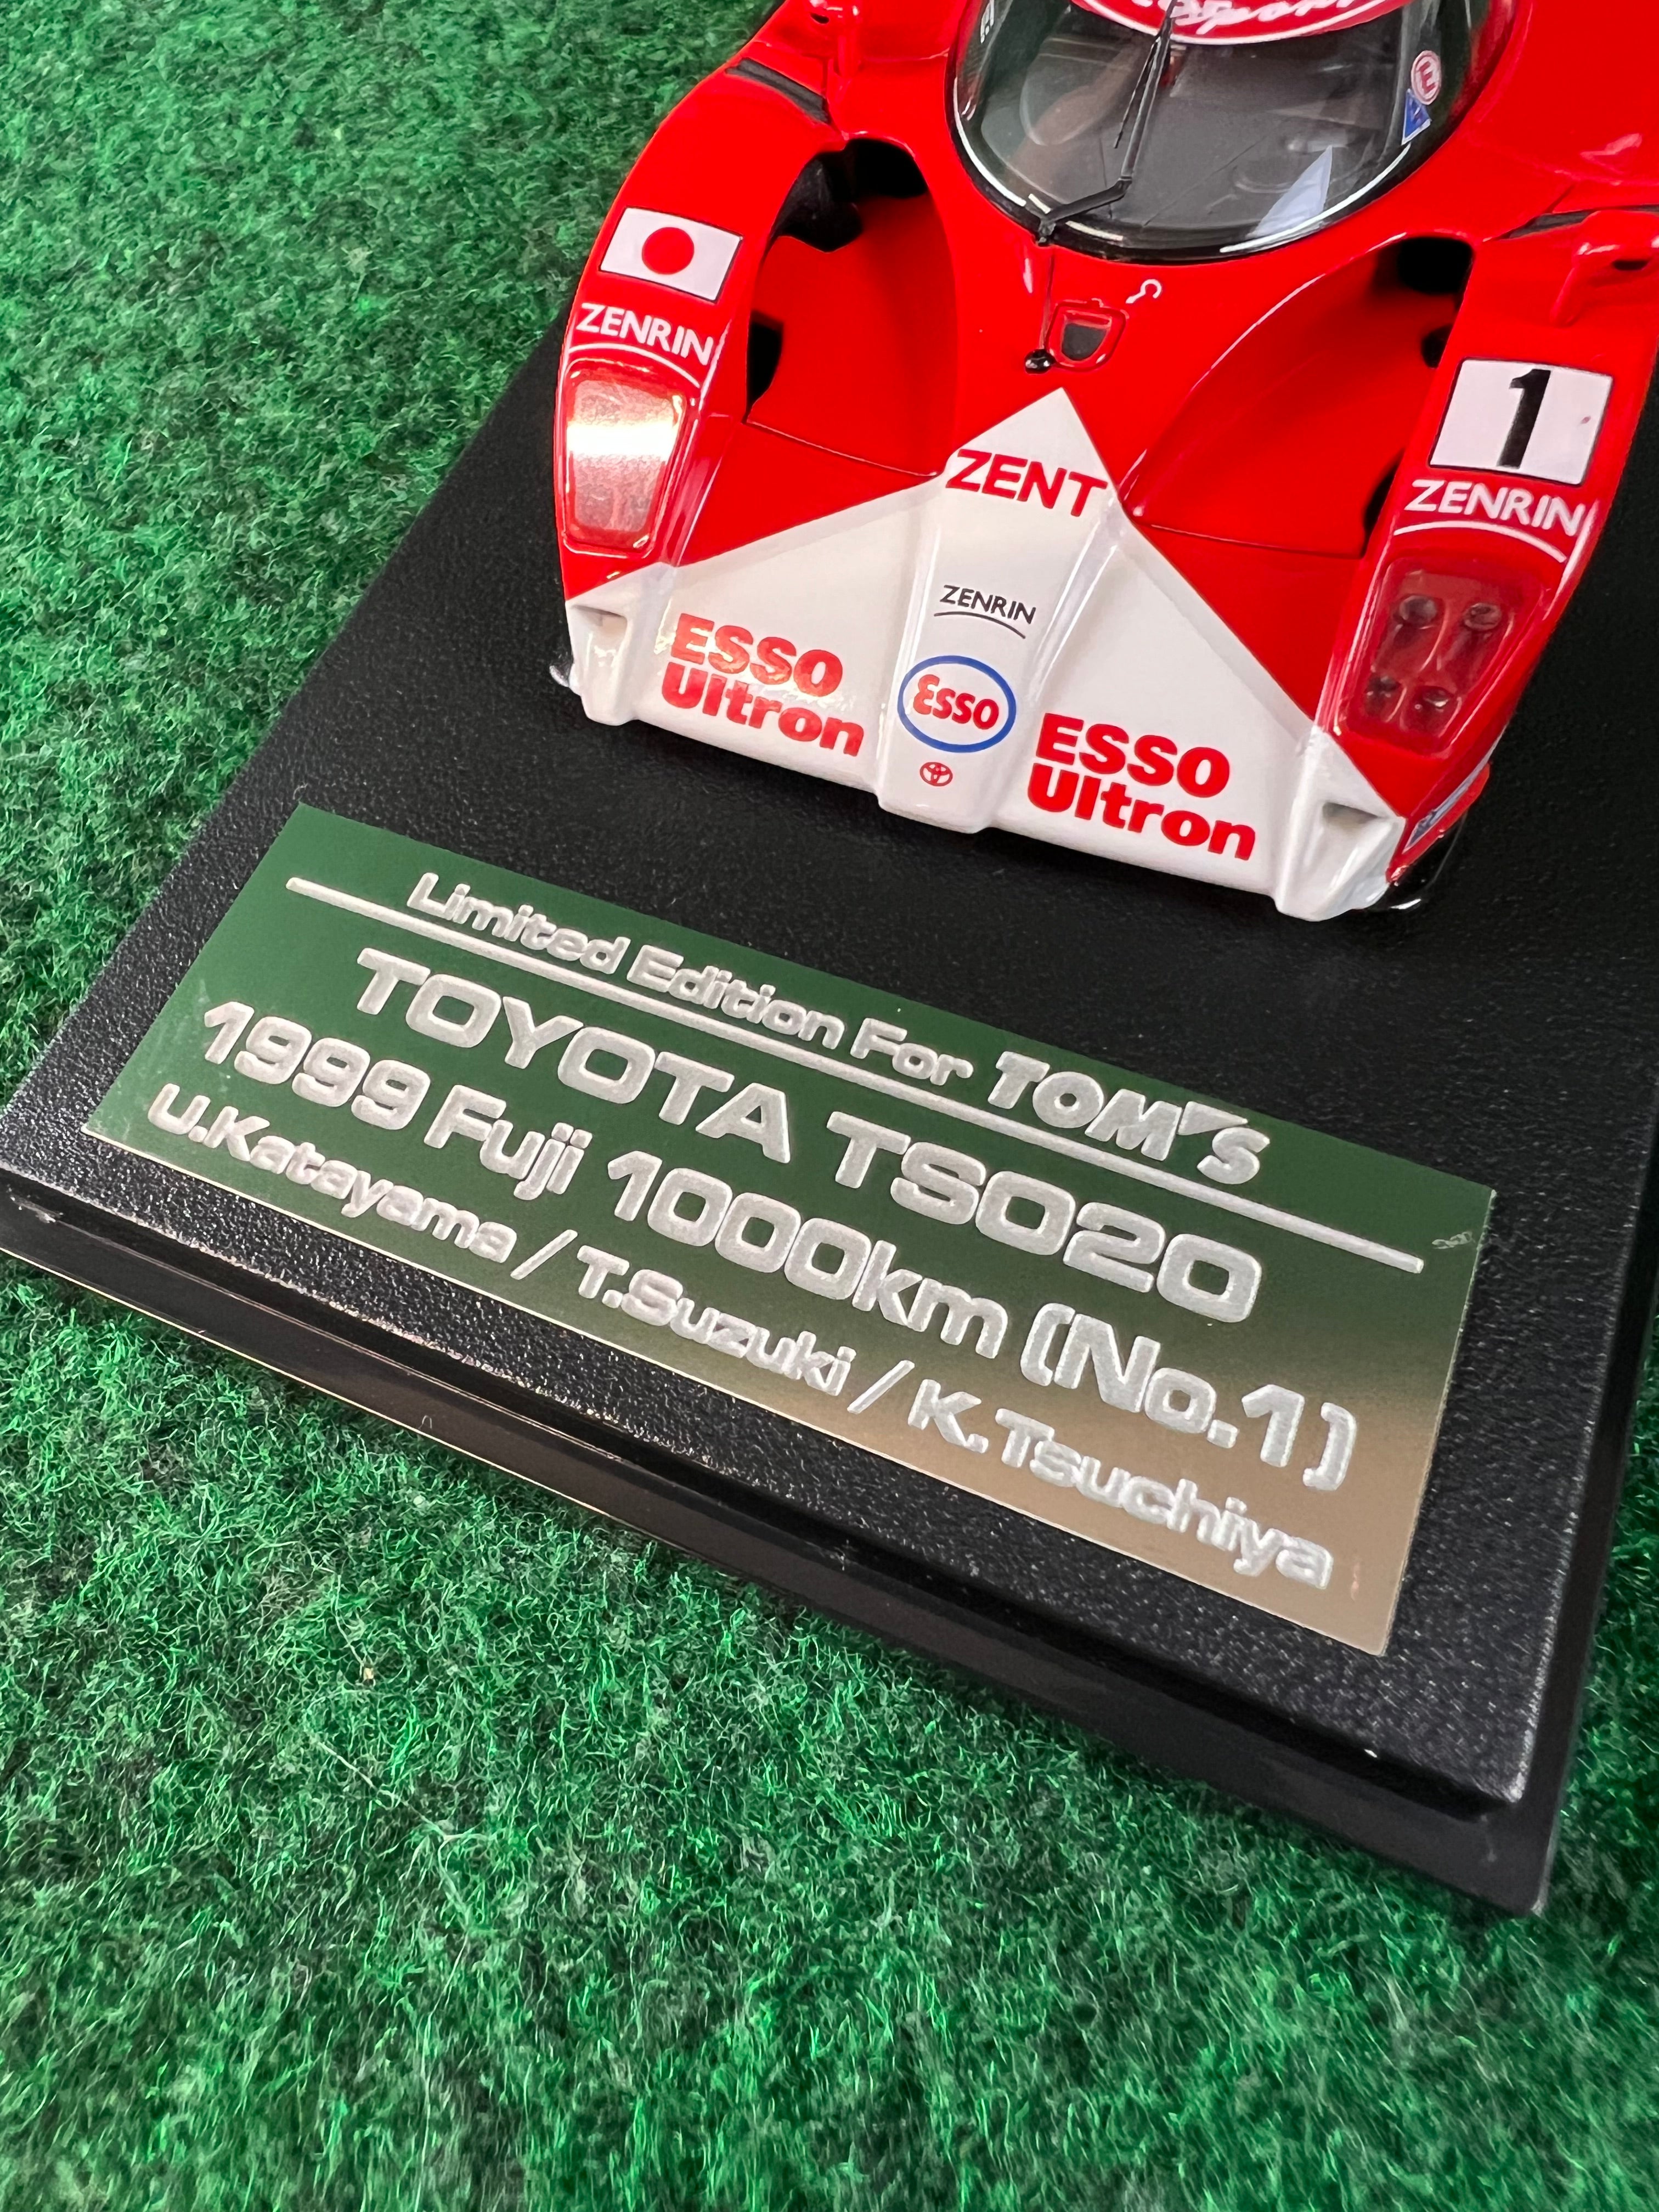 ZENRIN
1
ZENRIN
ZENT
ZENRIN
ESSO
Ultron
Esso
ESSO
Ultron
Limited Edition For TOM'S
TOYOTA TS020
1999 Fuji 1000km (No.1)
U.Katayama / T.Suzuki / K.Tsuchiya